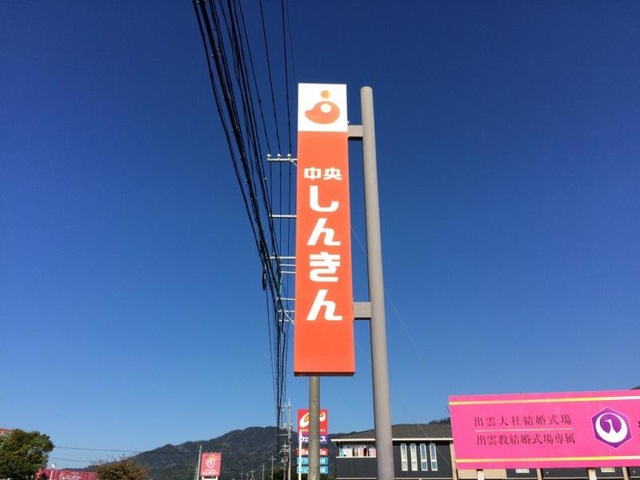 中央
しんきん
出雲大社結婚式場
出雲教結婚式場専属